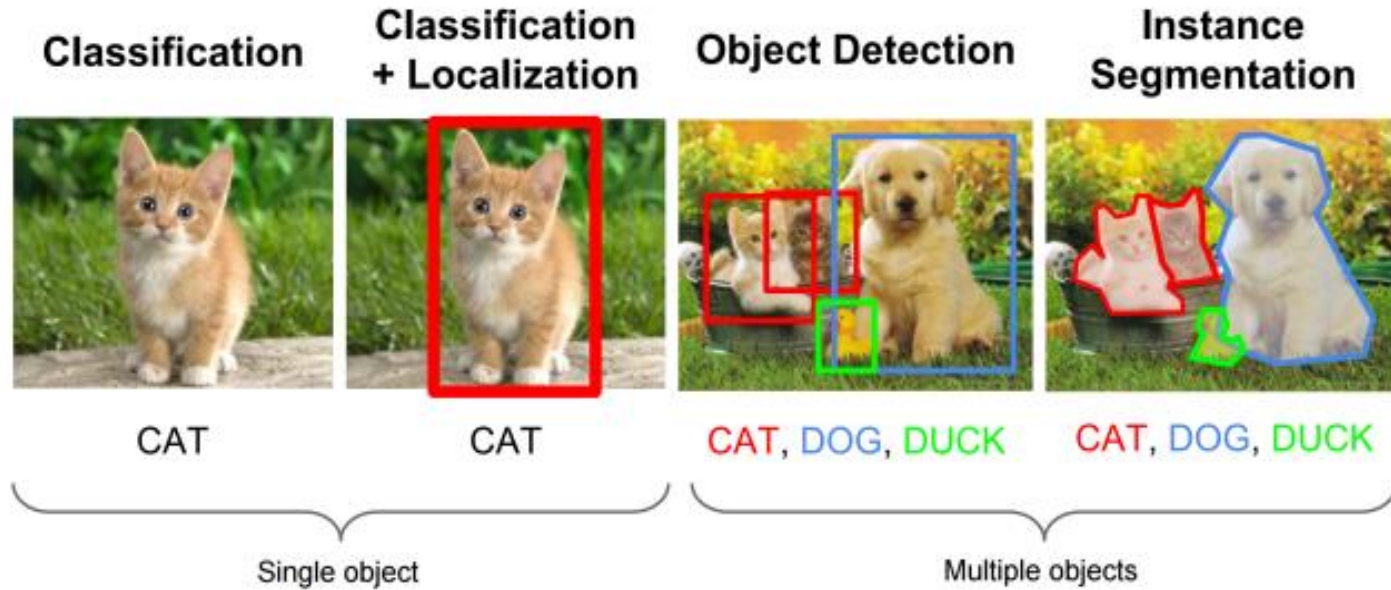 Classification
Classification
+ Localization
Object Detection
Instance
Segmentation
CAT
CAT
CAT, DOG, DUCK
CAT, DOG, DUCK
Single object
Multiple objects